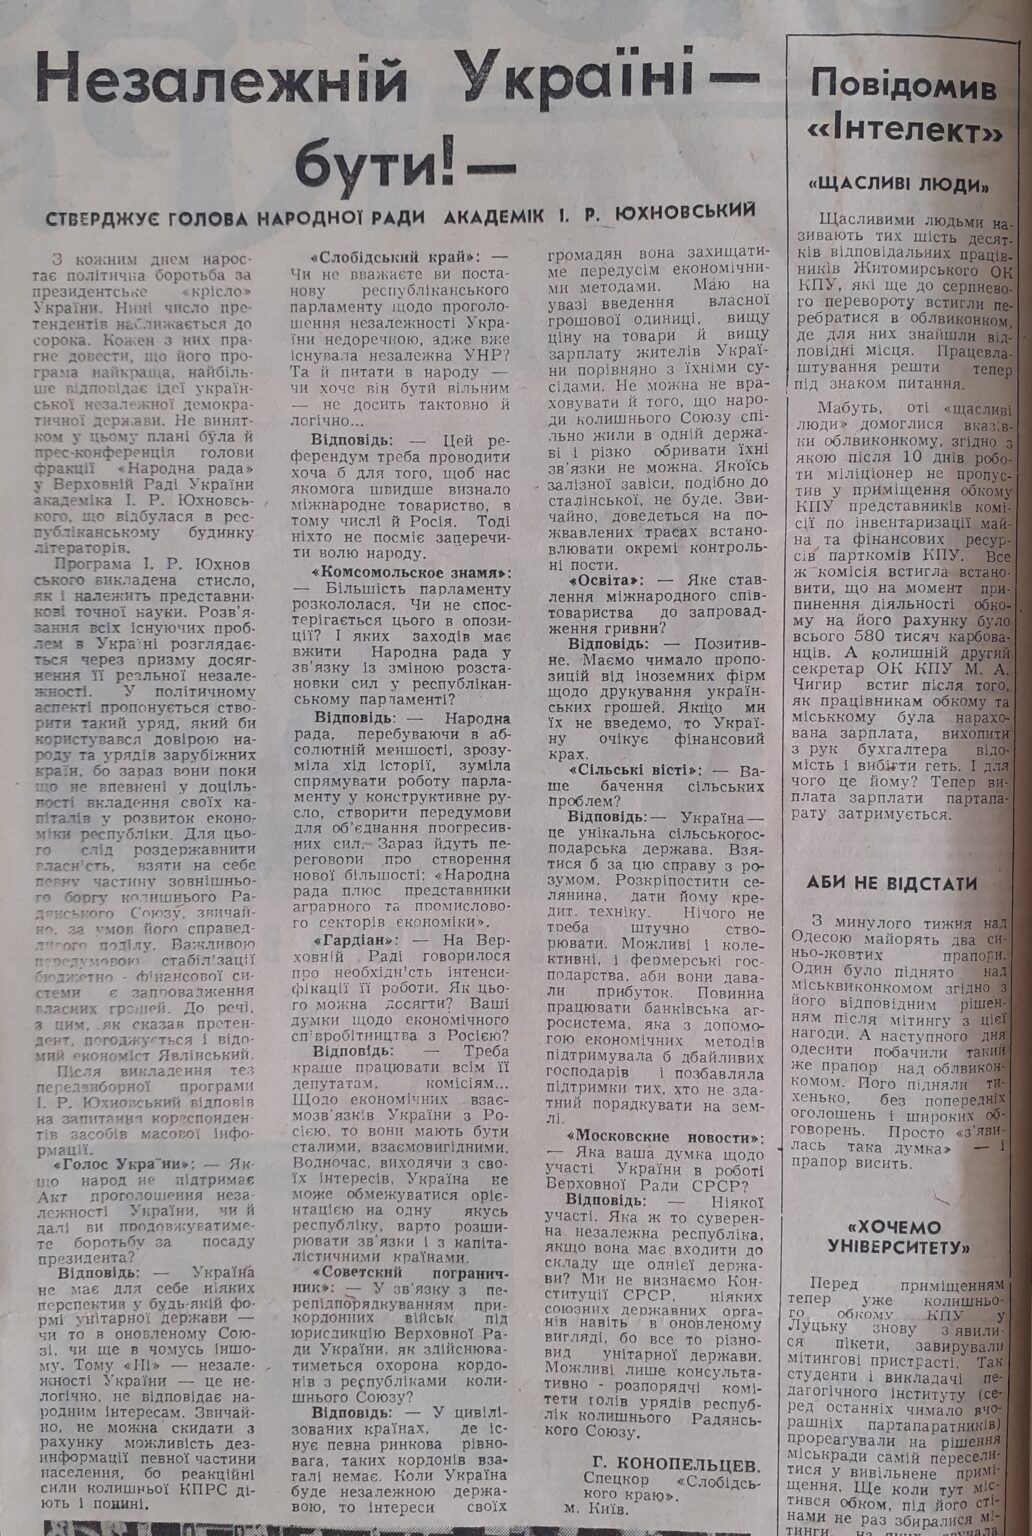 Незалежній Україні —
бути! —
СТВЕРДЖУЄ ГОЛОВА НАРОДНОЇ РАДИ АКАДЕМІК І. Р. ЮХНОВСЬКИЙ
З кожним днем нарос-
тає політична боротьба за
президентське «крісло»
України. Нині число пре-
тендентів наближається до
сорока. Кожен з них пра-
гне довести, що його про-
грама найкраща, найбіль-
ше відповідає ідеї україн-
ської незалежної демокра-
тичної держави. Не винят-
ком у цьому плані була й
прес-конференція голови
фракції «Народна рада»
у Верховній Раді України
академіка І. Р. Юхновсь-
кого, що відбулася в рес-
публіканському будинку
літераторів.
Програма І. Р. Юхнов
ського викладена стисло,
як і належить представни-
кові точної науки. Розв'я-
зання всіх існуючих проб-
лем в Україні розглядає-
ться через призму досяг-
нення її реальної незале-
жності. У політичному
аспекті пропонується ство-
рити такий уряд, який би
користувався довірою на-
роду та урядів зарубіжних
країн, бо зараз вони поки
що не впевнені у доціль-
ності вкладення своїх ка-
піталів у розвиток еконо-
міки республіки. Для цьо-
го слід роздержавнити
власність, взяти на себе
певну частину зовнішньо-
го боргу колишнього Ра-
дянського Союзу, звичай-
но, за умов його справед-
ливого поділу. Важливою
передумовою стабілізації
бюджетно - фінансової си-
стеми є запровадження
власних грошей. До речі,
з цим, як сказав претен-
дент, погоджується і відо-
мий економіст Явлінський.
Після викладення тез
передвиборної програми
І. Р. Юхновський відповів
на запитання кореспонден-
тів засобів масової інфо-
рмації.
«Голос України»: — Як-
що народ не підтримає
Акт проголошення неза-
лежності України, чи й
далі ви продовжуватиме-
те боротьбу за посаду
президента?
Відповідь: — Україна
не має для себе ніяких
перспектив у будь-якій фо-
рмі унітарної держави —
чи то в оновленому Сою-
зі, чи ще в чомусь іншо-
му. Тому «Ні» — незале-
жності України — це не-
логічно, не відповідає на-
родним інтересам. Звичай-
но, не можна скидати з
рахунку можливість дез-
інформації певної частини
населення, бо реакційні
сили колишньої КПРС ді-
ють і понині.
«Слобідський край»: —
Чи не вважаєте ви поста-
нову республіканського
парламенту щодо проголо-
шення незалежності Укра-
їни недоречною, адже вже
існувала незалежна УНР?
Та й питати в народу —
чи хоче він бути вільним
— не досить тактовно й
логічно...
Відповідь: — Цей ре-
ферендум треба проводити
хоча б для того, щоб нас
якомога швидше визнало
міжнародне товариство, в
тому числі й Росія. Тоді
ніхто не посміє заперечи-
ти волю народу.
«Комсомольское знамя»:
— Більшість парламенту
розкололася. Чи не спос-
терігається цього в опози-
ції? І яких заходів має
вжити Народна рада у
зв'язку із зміною розста-
новки сил у республікан-
ському парламенті?
Відповідь: — Народна
рада, перебуваючи в аб-
солютній меншості, зрозу-
міла хід історії, зуміла
спрямувати роботу парла-
менту у конструктивне ру-
сло, створити передумови
для об'єднання прогресив-
них сил. Зараз йдуть пе-
реговори про створення
нової більшості: «Народна
рада плюс представники
аграрного та промислово-
го секторів економіки».
«Гардіан»: — На Вер-
ховній Раді говорилося
про необхідність інтенси-
фікації її роботи. Як цьо-
го можна досягти? Ваші
думки щодо економічного
співробітництва з Росією?
Відповідь: — Треба
краще працювати всім її
депутатам, комісіям...
Щодо економічних взає-
мозв'язків України з Ро-
сією, то вони мають бути
сталими, взаємовигідними.
Водночас, виходячи з сво-
їх інтересів, Україна не
може обмежуватися орієн-
тацією на одну якусь
республіку, варто розши-
рювати зв'язки і з капіта-
лістичними країнами.
«Советский погранич-
ник»: — У зв'язку з пе-
репідпорядкуванням при-
кордонних військ під
юрисдикцію Верховної Ра-
ди України, як здійснюва-
тиметься охорона кордо-
нів з республіками коли-
шнього Союзу?
Відповідь: — У цивілі-
зованих країнах, де іс-
нує певна ринкова рівно-
вага, таких кордонів вза-
галі немає. Коли Україна
буде незалежною держа-
вою, то інтереси своїх
громадян вона захищати-
ме передусім економічни-
ми методами. Маю на
увазі введення власної
грошової одиниці, вищу
ціну на товари й вищу
зарплату жителів Украї-
ни порівняно з їхніми су-
сідами. Не можна не вра-
ховувати й того, що наро-
ди колишнього Союзу спі-
льно жили в одній держа-
ві і різко обривати їхні
зв'язки не можна. Якоїсь
залізної завіси, подібно до
сталінської, не буде. Зви-
чайно, доведеться на по-
жвавлених трасах встано-
влювати окремі контроль-
ні пости.
«Освіта»: — Яке став-
лення міжнародного спів-
товариства до запровад-
ження гривни?
Відповідь: — Позитив-
не. Маємо чимало пропо-
зицій від іноземних фірм
щодо друкування україн-
ських грошей. Якщо ми
їх не введемо, то Украї-
ну очікує фінансовий
крах.
«Сільські вісті»: — Ва-
ше бачення сільських
проблем?
Відповідь: — Україна —
це унікальна сільськогос-
подарська держава. Взя-
тися б за цю справу з ро-
зумом. Розкріпостити се-
лянина, дати йому кре-
дит, техніку. Нічого не
треба штучно ство-
рювати. Можливі і коле-
ктивні, і фермерські гос-
подарства, аби вони дава-
ли прибуток. Повинна
працювати банківська аг-
росистема, яка з допомо-
гою економічних методів
підтримувала б дбайливих
господарів і позбавляла
підтримки тих, хто не зда-
тний порядкувати на зем-
лі.
«Московские новости»:
— Яка ваша думка щодо
участі України в роботі
Верховної Ради СРСР?
Відповідь: — Ніякої
участі. Яка ж то суверен-
на незалежна республіка,
якщо вона має входити до
складу ще однієї держа-
ви? Ми не визнаємо Кон-
ституції СРСР, ніяких
союзних державних орга-
нів навіть в оновленому
вигляді, бо все то різно-
вид унітарної держави.
Можливі лише консульта-
тивно - розпорядчі комі-
тети голів урядів республ-
лік колишнього Радянсь-
кого Союзу.
Г. КОНОПЕЛЬЦЕВ.
Спецкор «Слобідсь-
кого краю».
м. Київ.
Повідомив
«Інтелект»
«ЩАСЛИВІ ЛЮДИ»
Щасливими людьми на-
зивають тих шість десят-
ків відповідальних праців-
ників Житомирського ОК
КПУ, які ще до серпнево-
го перевороту встигли пе-
ребратися в облвиконком,
де для них знайшли від-
повідні місця. Працевла-
штування решти тепер
під знаком питання.
Мабуть, оті «щасливі
люди» домоглися вказів-
ки облвиконкому, згідно з
якою після 10 днів робо-
ти міліціонер не пропус-
тив у приміщення обкому
КПУ представників комі-
сії по інвентаризації май-
на та фінансових ресур-
сів парткомів КПУ. Все
ж комісія встигла встано-
вити, що на момент при-
пинення діяльності обко-
му на його рахунку було
всього 580 тисяч карбова-
нців. А колишній другий
секретар ОК КПУ М. А.
Чигир встиг після того,
як працівникам обкому та
міськкому була нарахо-
вана зарплата, вихопити
з рук бухгалтера відо-
мість і вибігти геть. І для
чого це йому? Тепер ви-
плата зарплати партапа-
рату затримується.
АБИ НЕ ВІДСТАТИ
З минулого тижня над
Одесою майорять два си-
ньо-жовтих прапори.
Один було піднято над
міськвиконкомом згідно з
його відповідним рішен-
ням після мітингу з цієї
нагоди. А наступного дня
одесити побачили такий
же прапор над облвикон-
комом. Його підняли ти-
хенько, без попередніх
оголошень і широких об-
говорень. Просто «з'яви-
лась така думка» — і
прапор висить.
«ХОЧЕМО
УНІВЕРСИТЕТУ»
Перед приміщенням
тепер уже колишньо-
го обкому КПУ у
Луцьку знову з'явили-
ся пікети, завирували
мітингові пристрасті. Так
студенти і викладачі пе-
дагогічного інституту (се-
ред останніх чимало вчо-
рашніх партапаратників)
прореагували на рішення
міськради самій пересели-
тися у вивільнене примі-
щення. Ще коли тут міс-
тився обком, під його сті-
нами не раз збиралися мі-
тинги, на яких